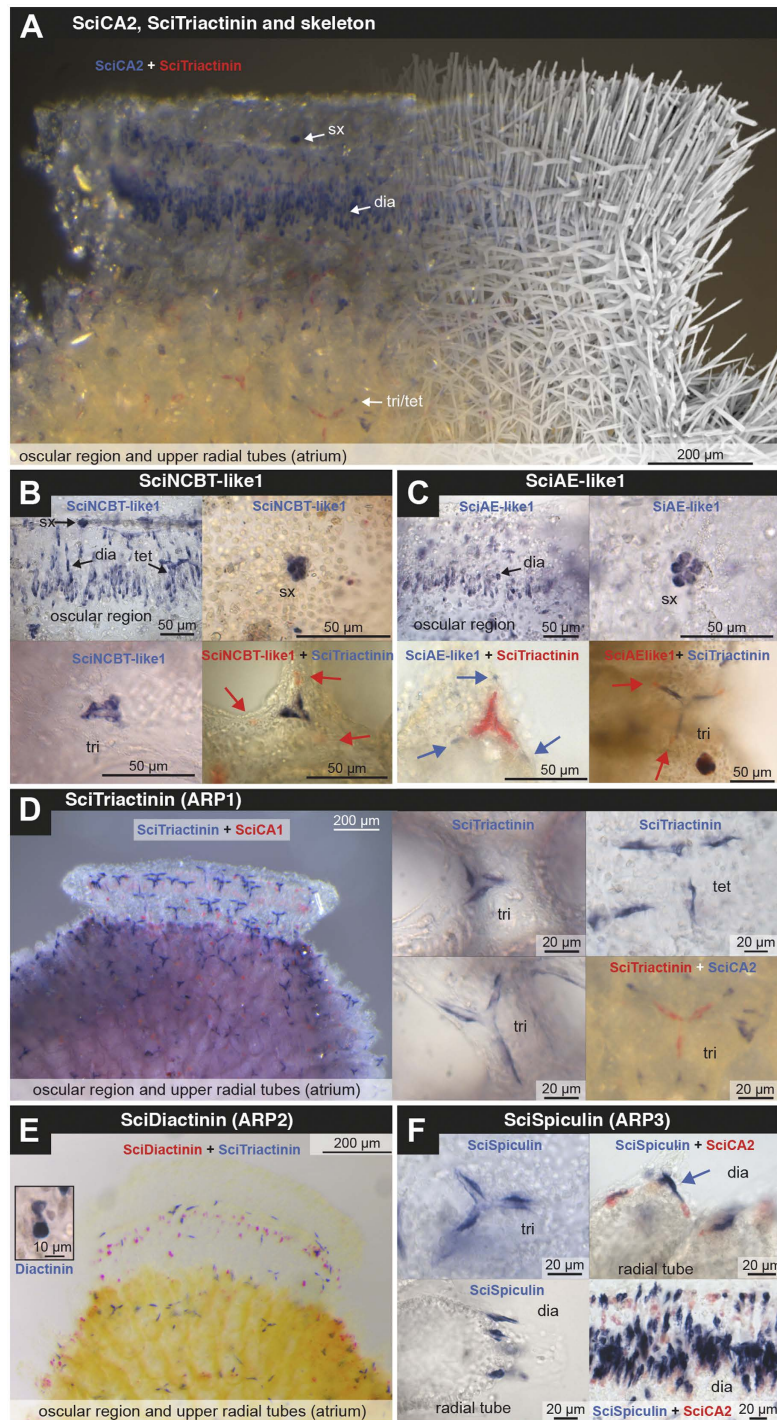 A SciCA2, SciTriactinin and skeleton
SciCA2 + SciTriactinin
sx
dia
tri/tet
oscular region and upper radial tubes (atrium)
200 µm
B SciNCBT-like1
SciNCBT-like1
sx
dia
tet
oscular region
50 µm
SciNCBT-like1
sx
50 µm
SciNCBT-like1
tri
50 µm
SciNCBT-like1 + SciTriactinin
50 µm
C SciAE-like1
SciAE-like1
dia
oscular region
50 µm
SiAE-like1
sx
50 µm
SciAE-like1 + SciTriactinin
50 µm
SciAElike1+ SciTriactinin
tri
50 µm
D SciTriactinin (ARP1)
SciTriactinin + SciCA1
200 µm
oscular region and upper radial tubes (atrium)
SciTriactinin
tri
20 µm
SciTriactinin
tet
20 µm
tri
20 µm
SciTriactinin + SciCA2
tri
20 µm
E SciDiactinin (ARP2)
SciDiactinin + SciTriactinin
200 µm
10 µm
Diactinin
oscular region and upper radial tubes (atrium)
F SciSpiculin (ARP3)
SciSpiculin
tri
20 µm
SciSpiculin + SciCA2
dia
radial tube
20 µm
SciSpiculin
dia
radial tube
20 µm
dia
SciSpiculin + SciCA2
20 µm